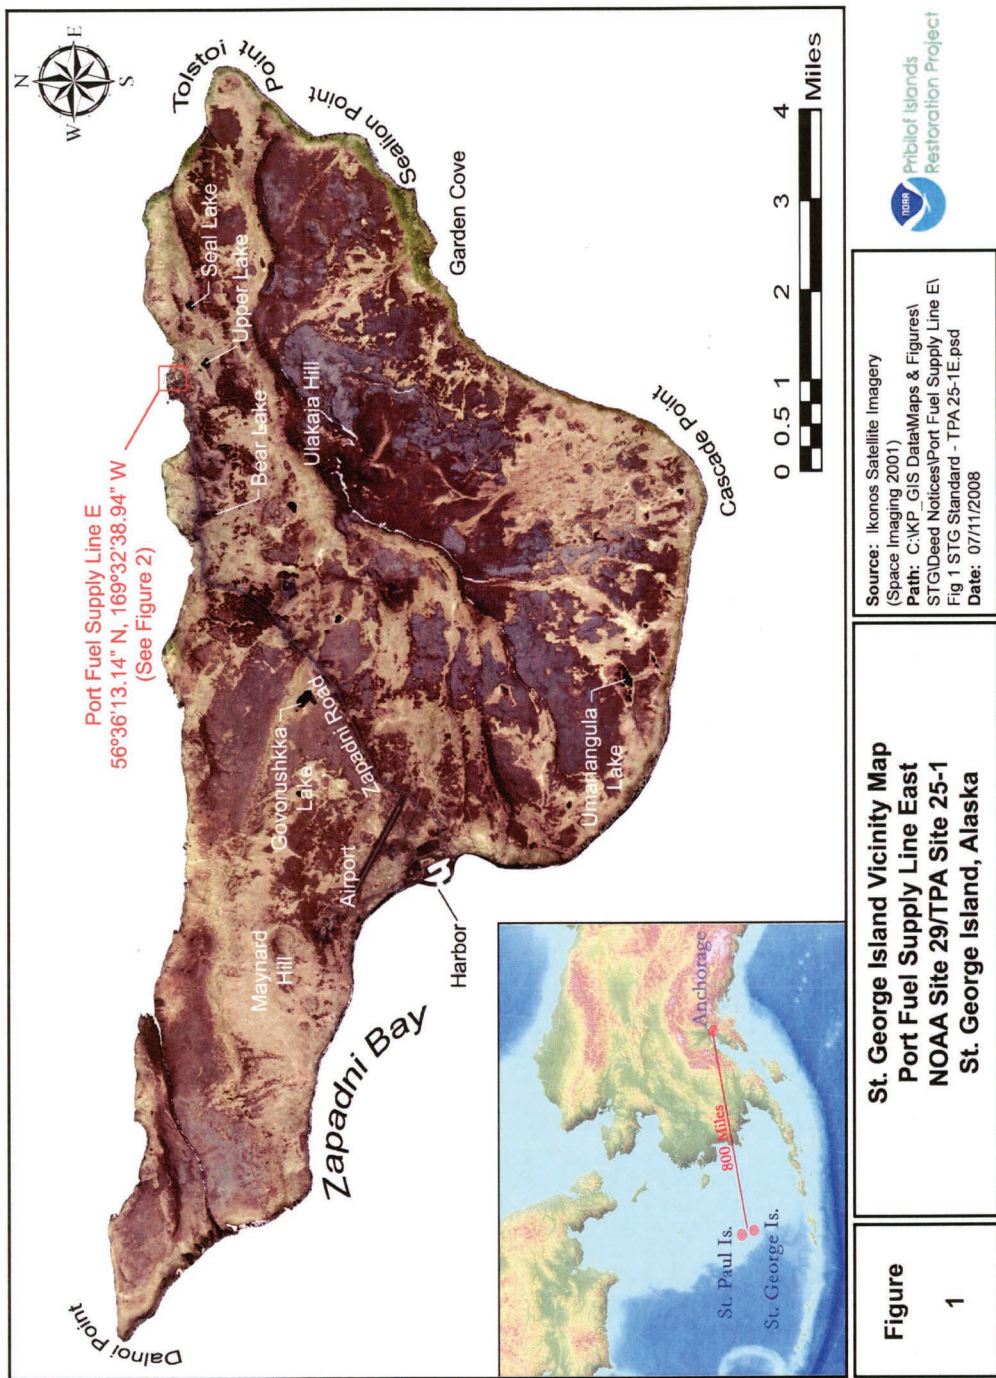 N
W
E
S
Tolstoi
Point
Sealion Point
Garden Cove
Seal Lake
Upper Lake
Bear Lake
Ulakaia Hill
Port Fuel Supply Line E
56º36'13.14" N, 169º32'38.94" W
(See Figure 2)
Cascade Point
Govorushkka
Lake
Zapadni Road
Umanangula
Lake
Airport
Harbor
Maynard
Hill
Zapadni Bay
Dalnoi Point
0 0.5 1 2 3 4
Miles
Anchorage
800 Miles
St. Paul Is.
St. George Is.
Figure
1
St. George Island Vicinity Map
Port Fuel Supply Line East
NOAA Site 29/TPA Site 25-1
St. George Island, Alaska
Source: Ikonos Satellite Imagery
(Space Imaging 2001)
Path: C:\KP_GIS Data\Maps & Figures\
STG\Deed Notices\Port Fuel Supply Line E\
Fig 1 STG Standard - TPA 25-1E.psd
Date: 07/11/2008
NOAA
Pribilof Islands
Restoration Project